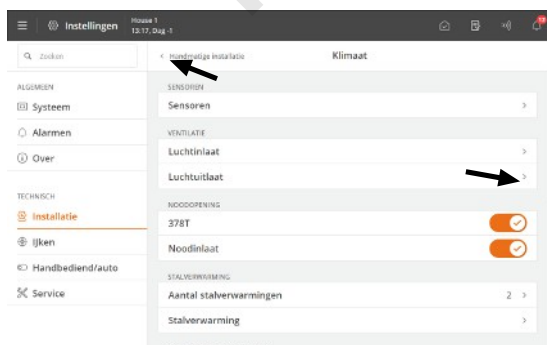 Instellingen
House 1
13:17, Dag -1
Zoeken
ALGEMEEN
Systeem
Alarmen
Over
TECHNISCH
Installatie
IJken
Handbediend/auto
Service
< Handmatige installatie
Klimaat
SENSOREN
Sensoren >
VENTILATIE
Luchtinlaat >
Luchtuitlaat >
NOODOPENING
378T
Noodinlaat
STALVERWARMING
Aantal stalverwarmingen 2 >
Stalverwarming >